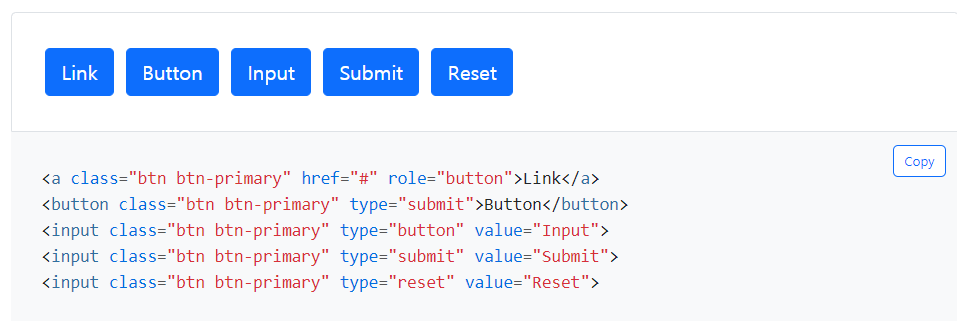 Link Button Input Submit Reset
Copy
<a class="btn btn-primary" href="#" role="button">Link</a>
<button class="btn btn-primary" type="submit">Button</button>
<input class="btn btn-primary" type="button" value="Input">
<input class="btn btn-primary" type="submit" value="Submit">
<input class="btn btn-primary" type="reset" value="Reset">